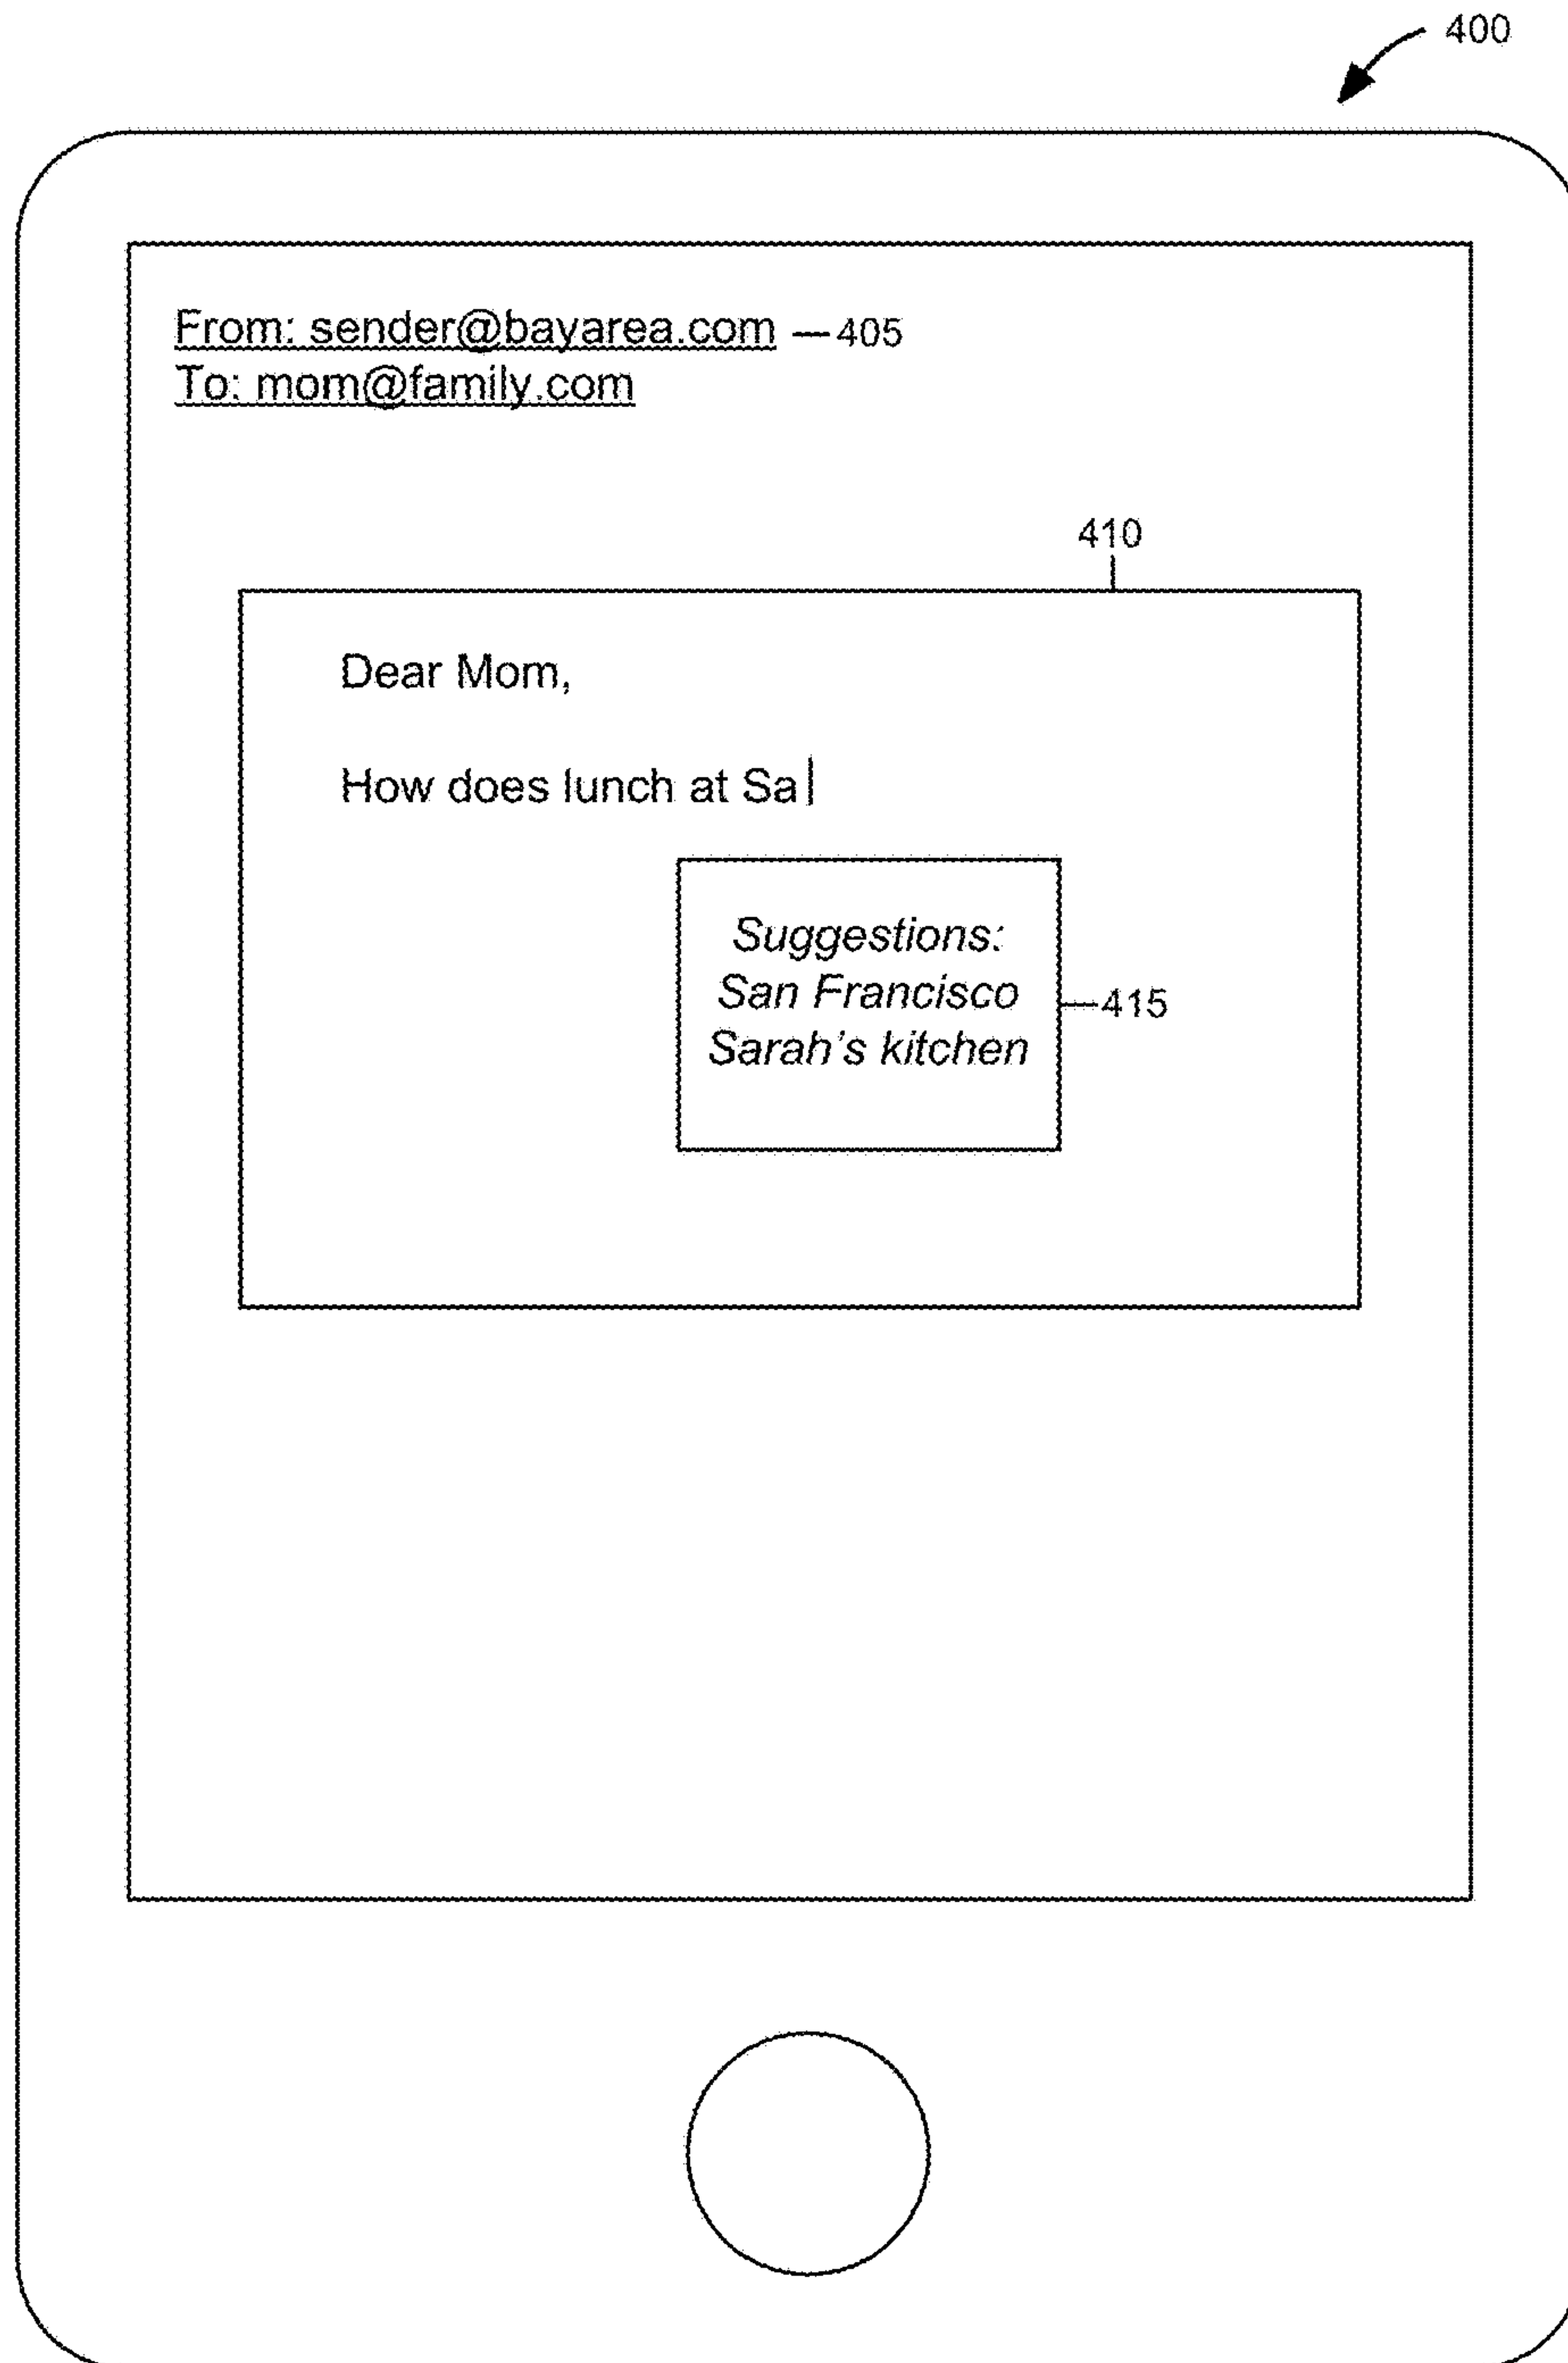 400
From: sender@bayarea.com —405
To: mom@family.com
410
Dear Mom,
How does lunch at Sa
Suggestions:
San Francisco
Sarah's kitchen
415